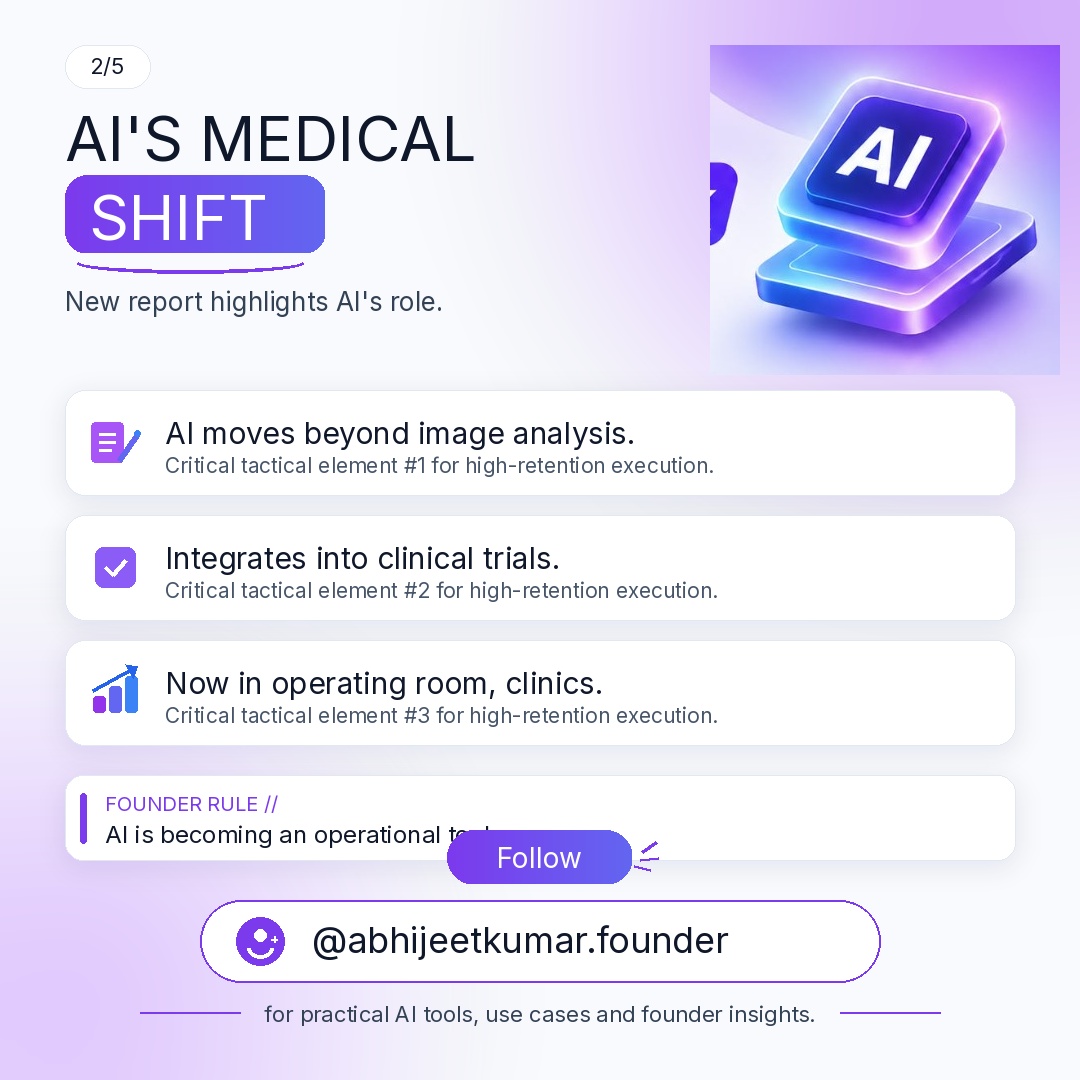 2/5
AI'S MEDICAL
SHIFT
New report highlights AI's role.
AI
AI moves beyond image analysis.
Critical tactical element #1 for high-retention execution.
Integrates into clinical trials.
Critical tactical element #2 for high-retention execution.
Now in operating room, clinics.
Critical tactical element #3 for high-retention execution.
FOUNDER RULE //
AI is becoming an operational
Follow
@abhijeetkumar.founder
for practical AI tools, use cases and founder insights.